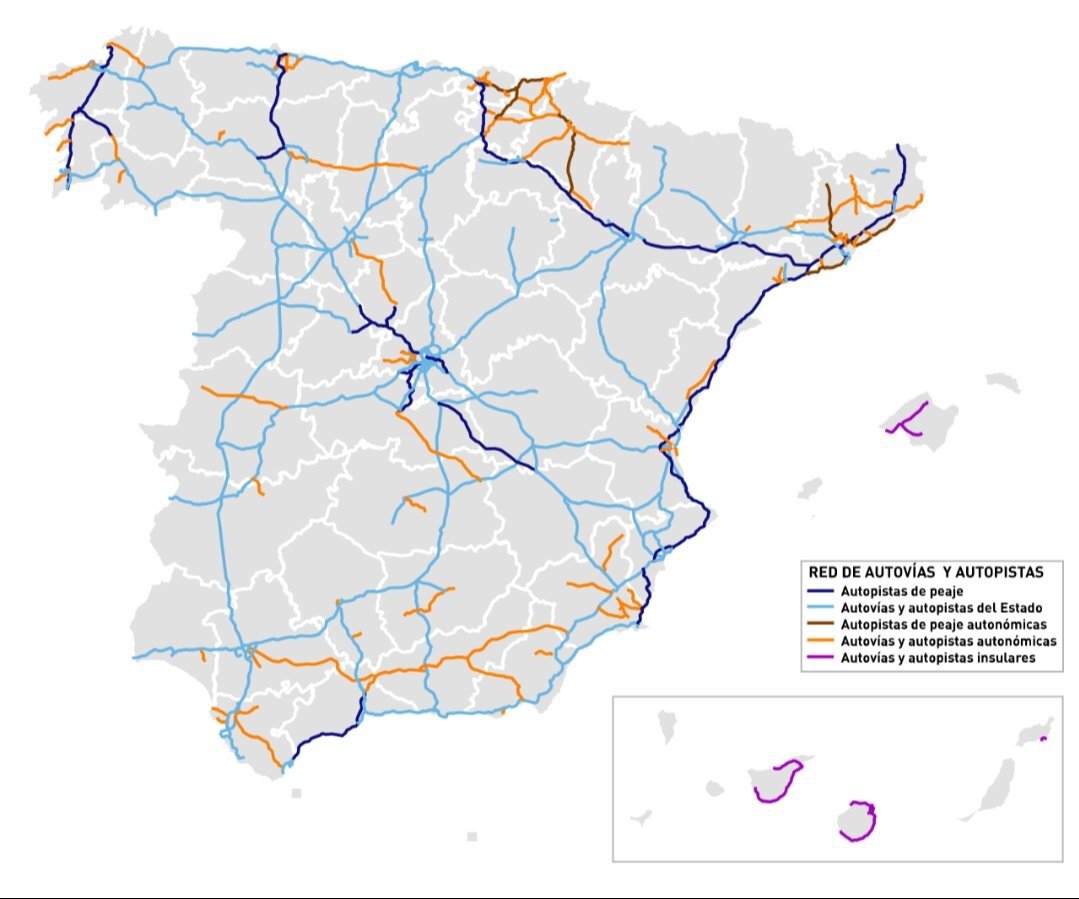 RED DE AUTOVÍAS Y AUTOPISTAS
Autopistas de peaje
Autovías y autopistas del Estado
Autopistas de peaje autonómicas
Autovías y autopistas autonómicas
Autovías y autopistas insulares